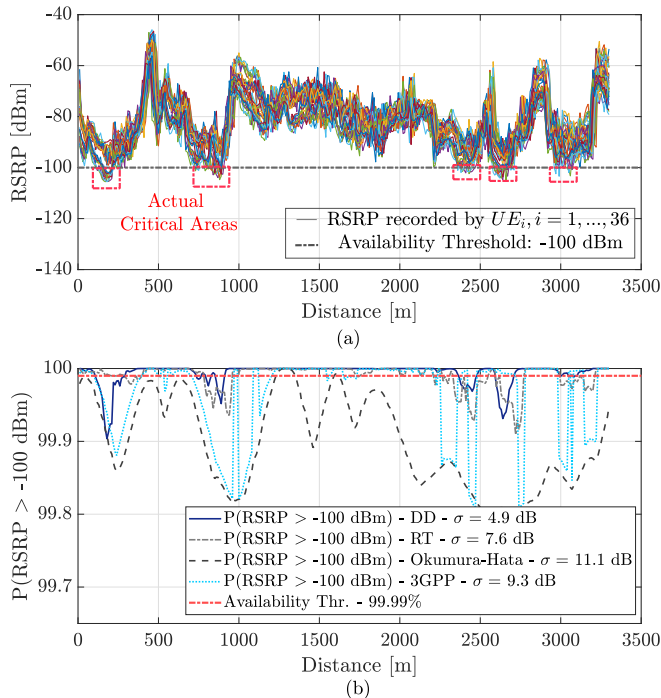 -40
-60
-80
-100
-120
-140
RSRP [dBm]
Actual
Critical Areas
RSRP recorded by UE_i, i = 1, ..., 36
Availability Threshold: -100 dBm
0 500 1000 1500 2000 2500 3000 3500
Distance [m]
(a)
100
99.9
99.8
99.7
P(RSRP > -100 dBm)
P(RSRP > -100 dBm) - DD - σ = 4.9 dB
P(RSRP > -100 dBm) - RT - σ = 7.6 dB
P(RSRP > -100 dBm) - Okumura-Hata - σ = 11.1 dB
P(RSRP > -100 dBm) - 3GPP - σ = 9.3 dB
Availability Thr. - 99.99%
0 500 1000 1500 2000 2500 3000 3500
Distance [m]
(b)